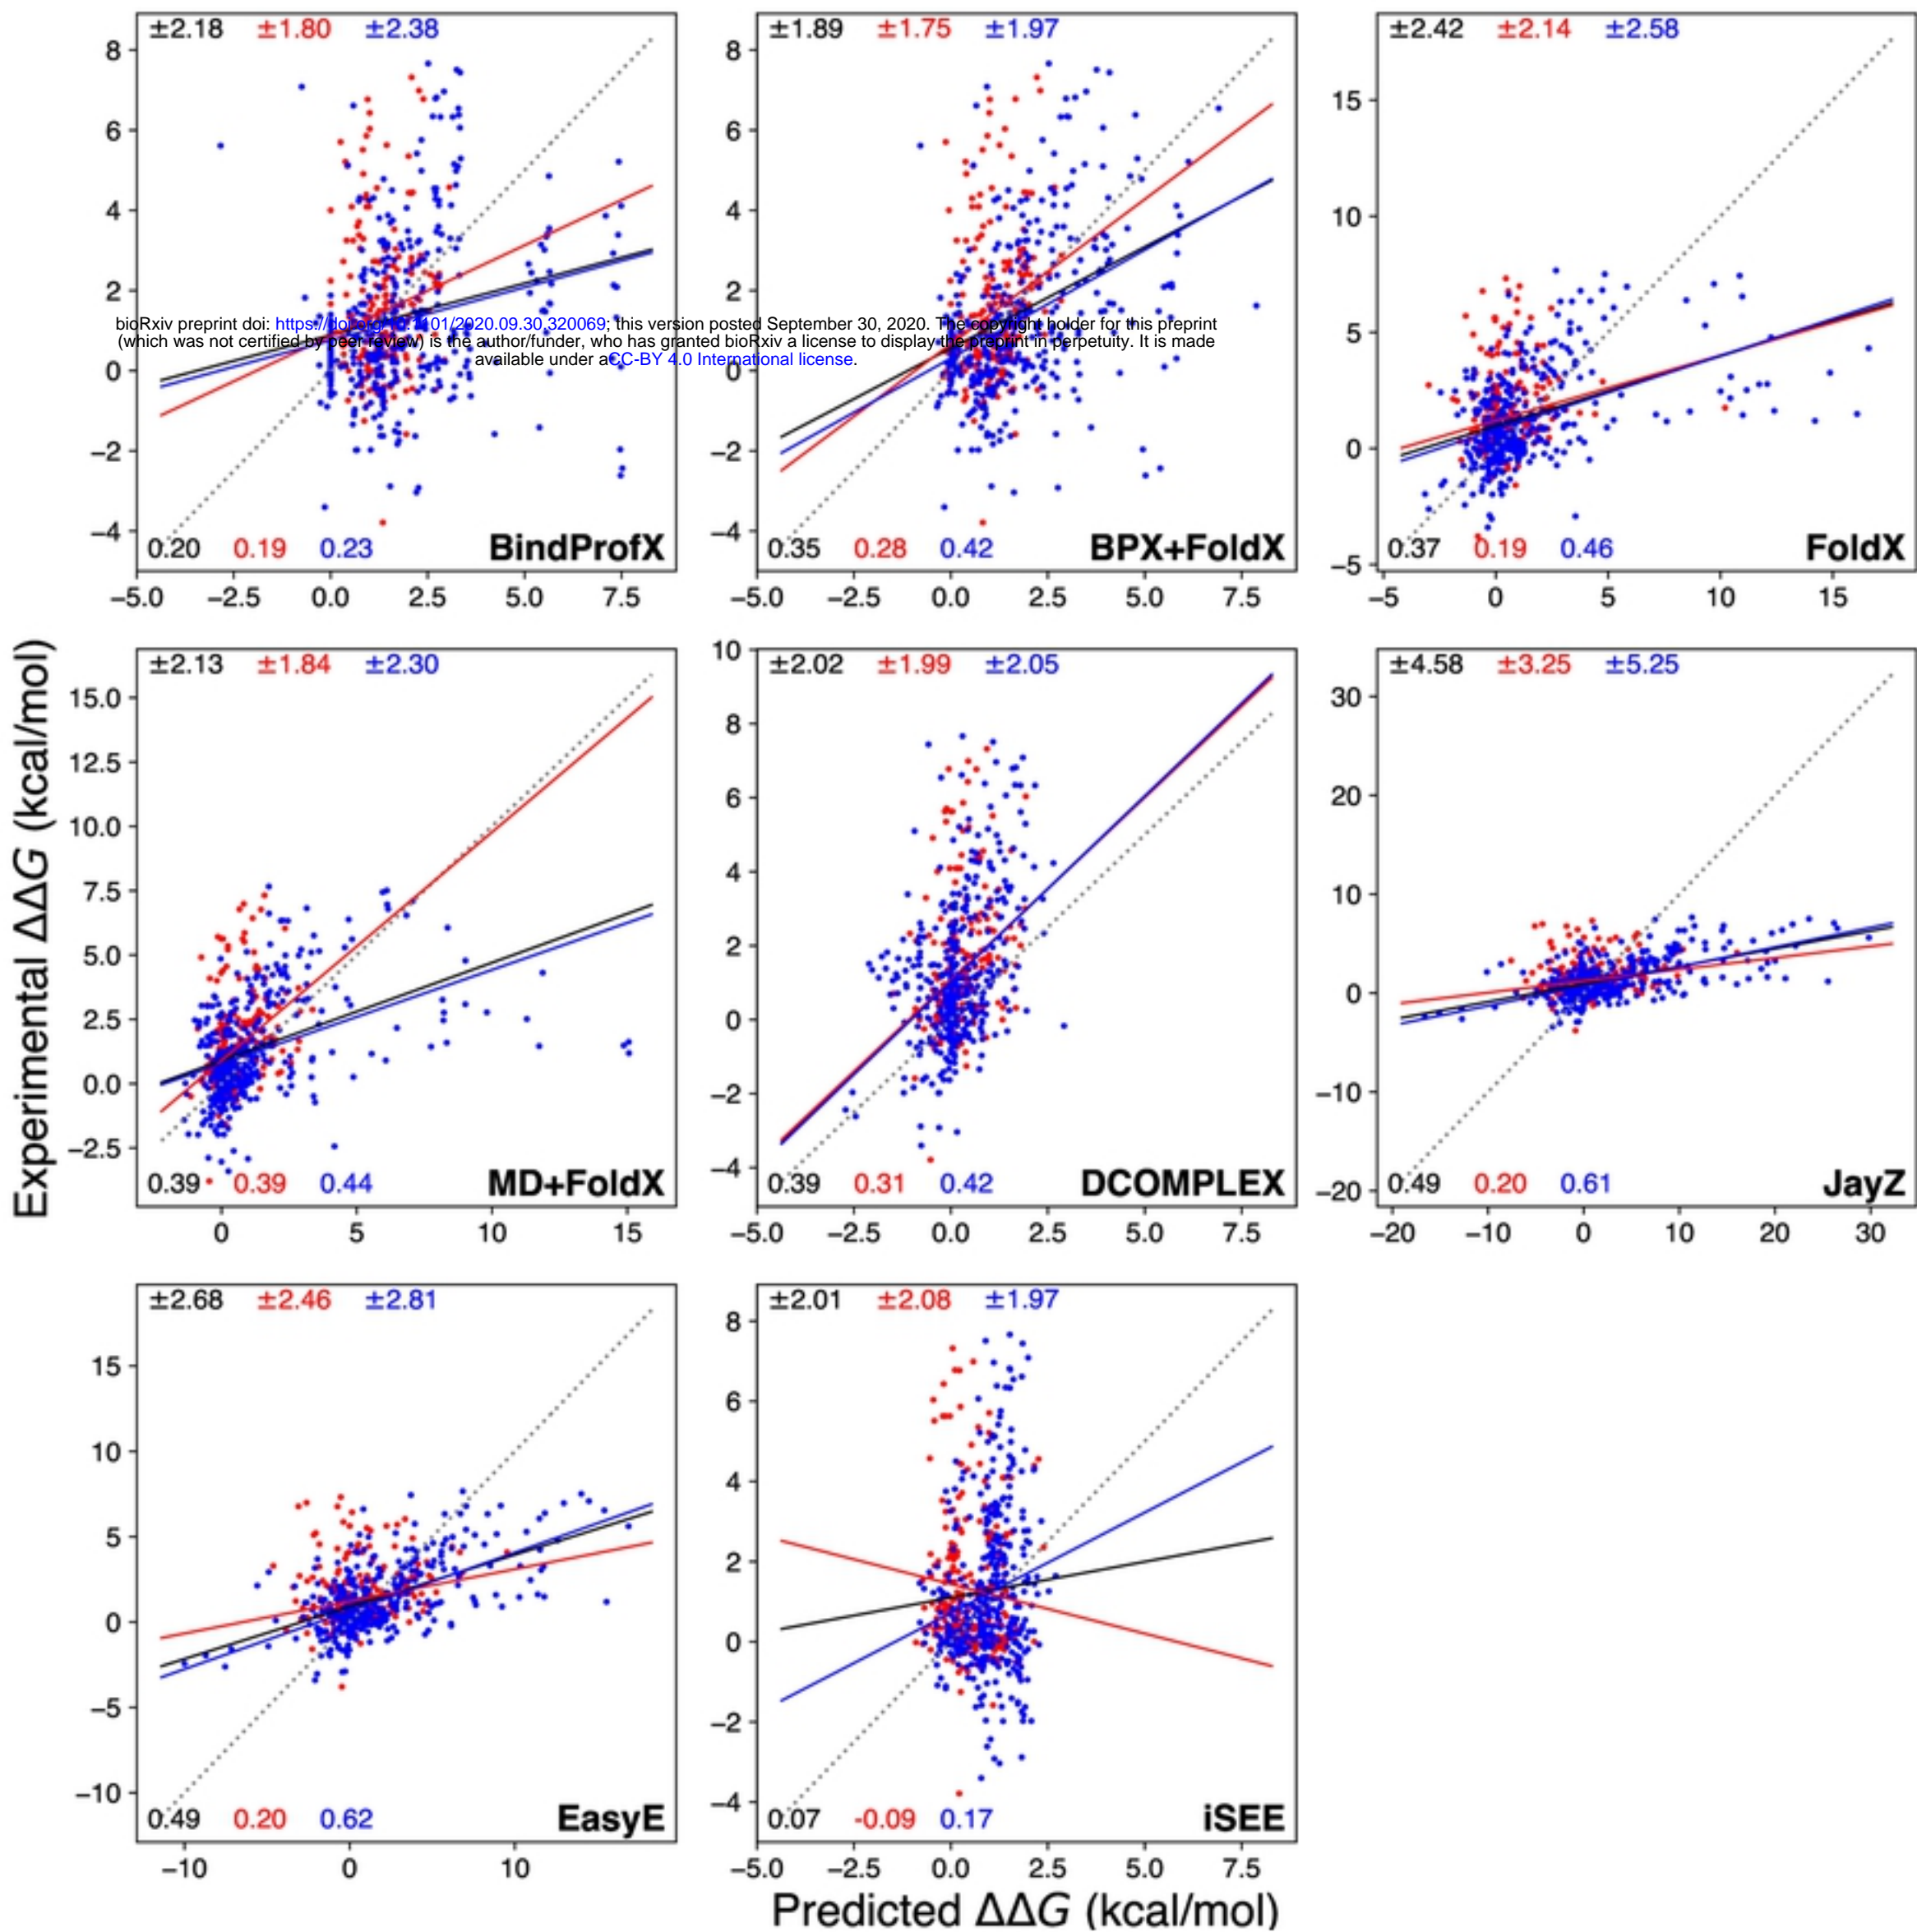 ±2.18 ±1.80 ±2.38
8
6
4
2
0
−2
−4
0.20 0.19 0.23 BindProfX
−5.0 −2.5 0.0 2.5 5.0 7.5
±1.89 ±1.75 ±1.97
8
6
4
2
0
−2
−4
0.35 0.28 0.42 BPX+FoldX
−5.0 −2.5 0.0 2.5 5.0 7.5
±2.42 ±2.14 ±2.58
15
10
5
0
−5
0.37 0.19 0.46 FoldX
−5 0 5 10 15
bioRxiv preprint doi: https://doi.org/10.1101/2020.09.30.320069; this version posted September 30, 2020. The copyright holder for this preprint
(which was not certified by peer review) is the author/funder, who has granted bioRxiv a license to display the preprint in perpetuity. It is made
available under aCC-BY 4.0 International license.
Experimental ΔΔG (kcal/mol)
±2.13 ±1.84 ±2.30
15.0
12.5
10.0
7.5
5.0
2.5
0.0
−2.5
0.39 0.39 0.44 MD+FoldX
0 5 10 15
±2.02 ±1.99 ±2.05
10
8
6
4
2
0
−2
−4
0.39 0.31 0.42 DCOMPLEX
−5.0 −2.5 0.0 2.5 5.0 7.5
±4.58 ±3.25 ±5.25
30
20
10
0
−10
−20
0.49 0.20 0.61 JayZ
−20 −10 0 10 20 30
±2.68 ±2.46 ±2.81
15
10
5
0
−5
−10
0.49 0.20 0.62 EasyE
−10 0 10
±2.01 ±2.08 ±1.97
8
6
4
2
0
−2
−4
0.07 -0.09 0.17 iSEE
−5.0 −2.5 0.0 2.5 5.0 7.5
Predicted ΔΔG (kcal/mol)